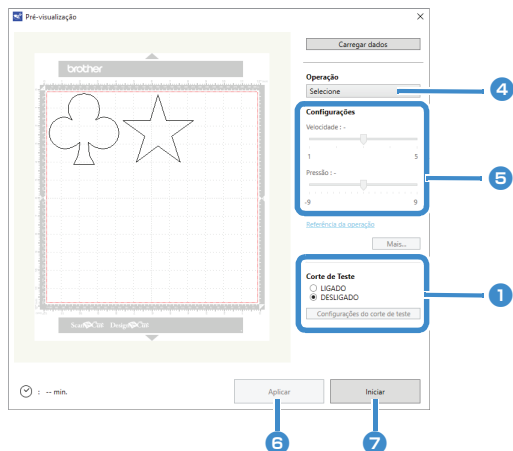 Pré-visualização
Carregar dados
brother
Operação
Selecione
4
Configurações
Velocidade : -
1 5
Pressão : -
5
-9 9
Referência da operação
Mais...
Corte de Teste
LIGADO
DESLIGADO
1
Configurações do corte de teste
ScanNCut DesignNCut
: -- min.
Aplicar
Iniciar
6
7